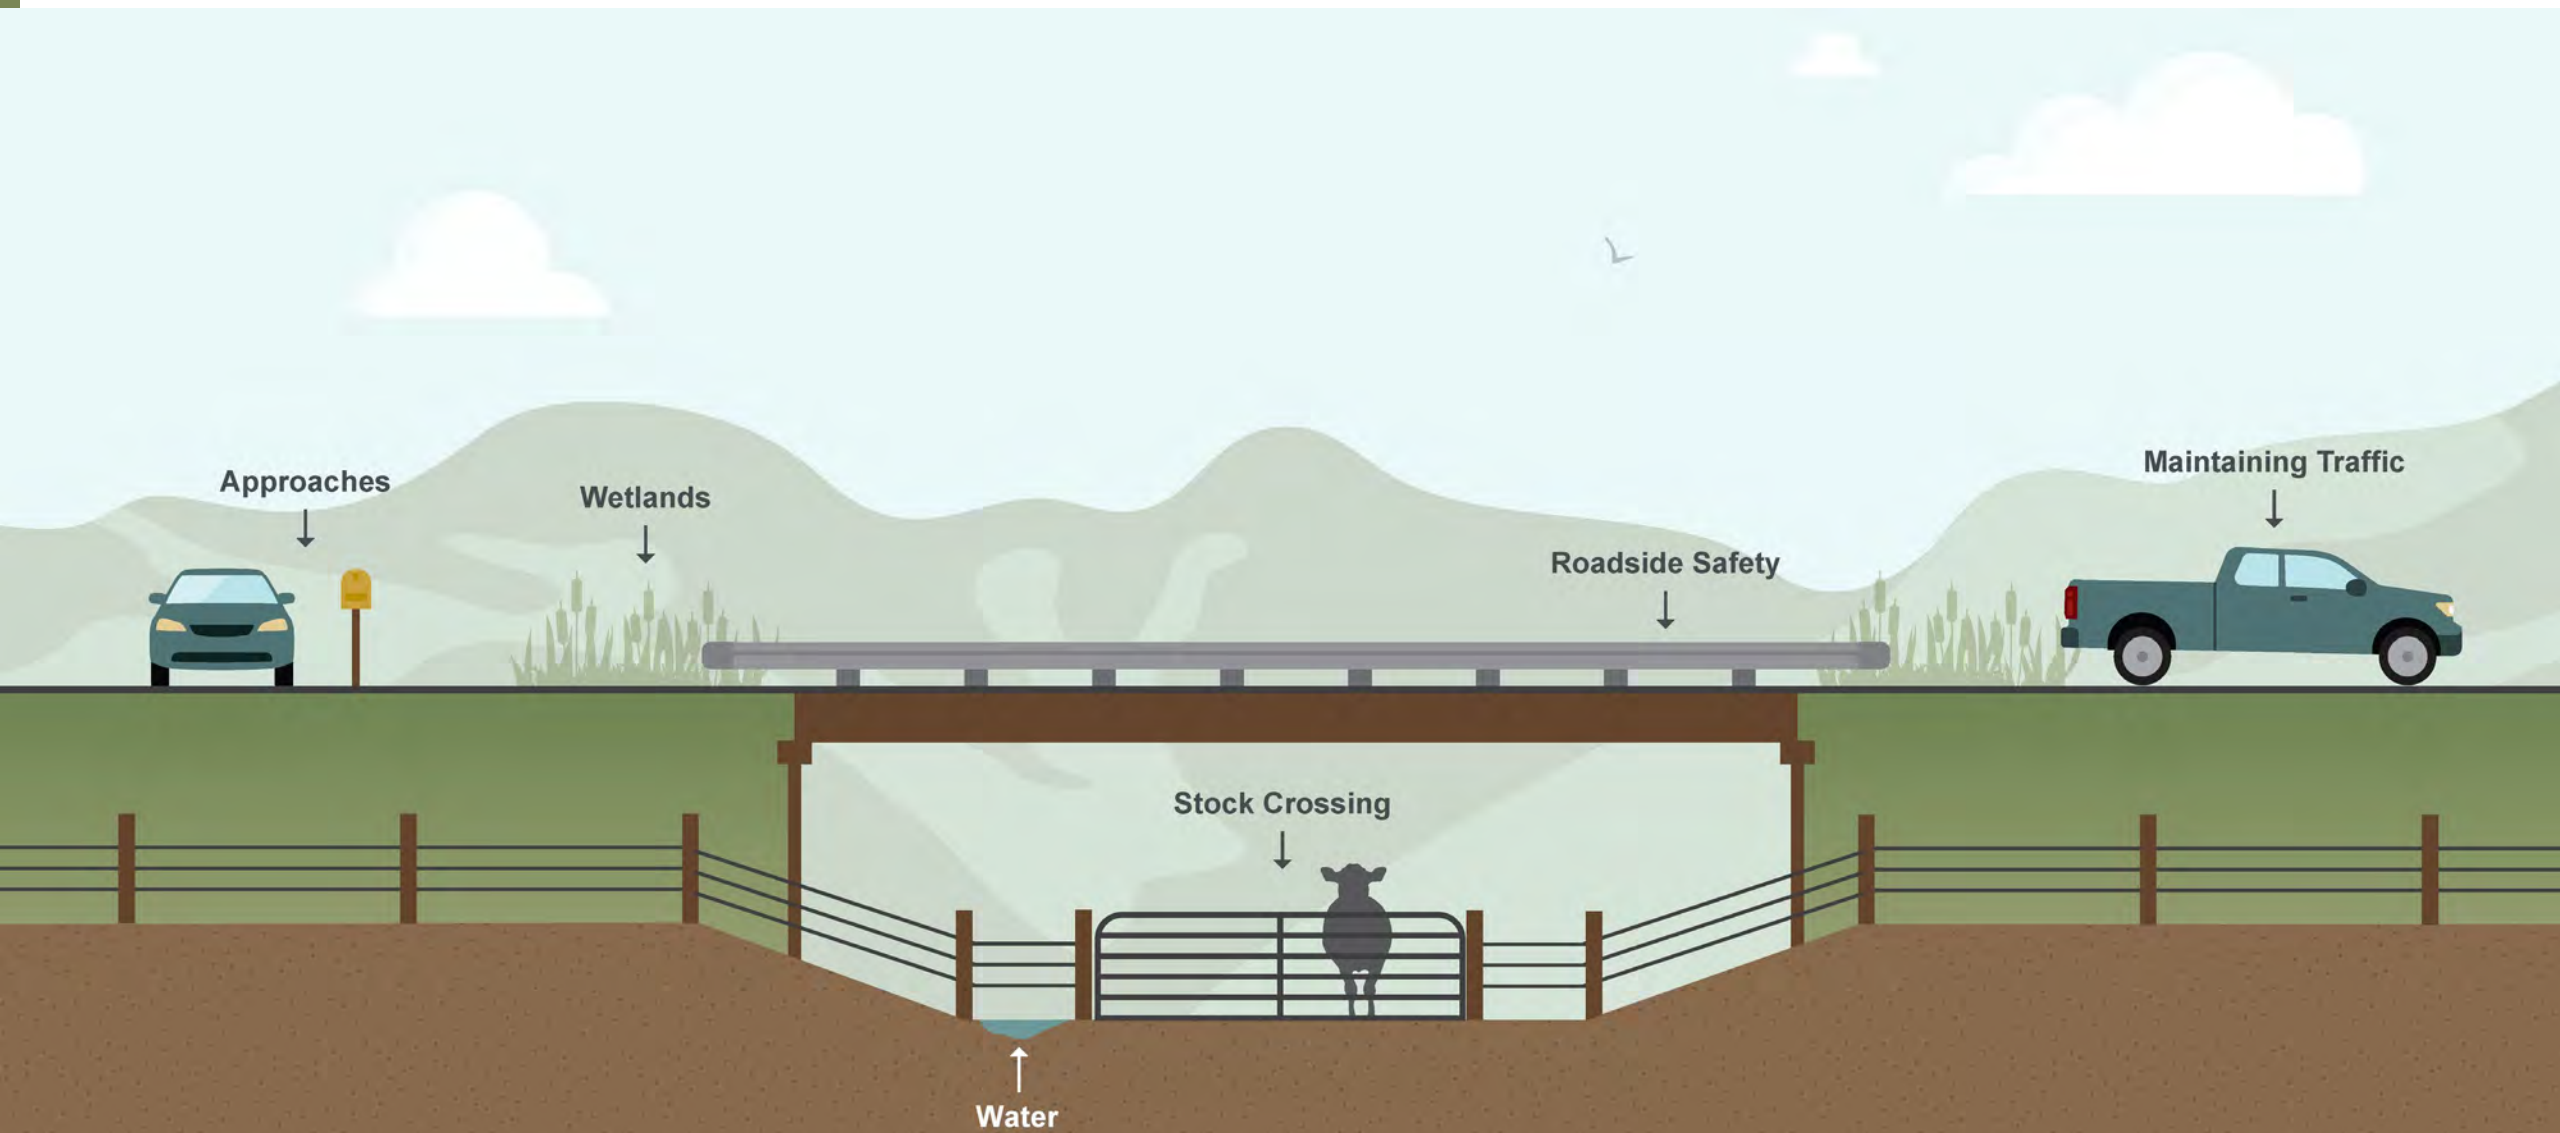 Approaches
Wetlands
Roadside Safety
Maintaining Traffic
Stock Crossing
Water